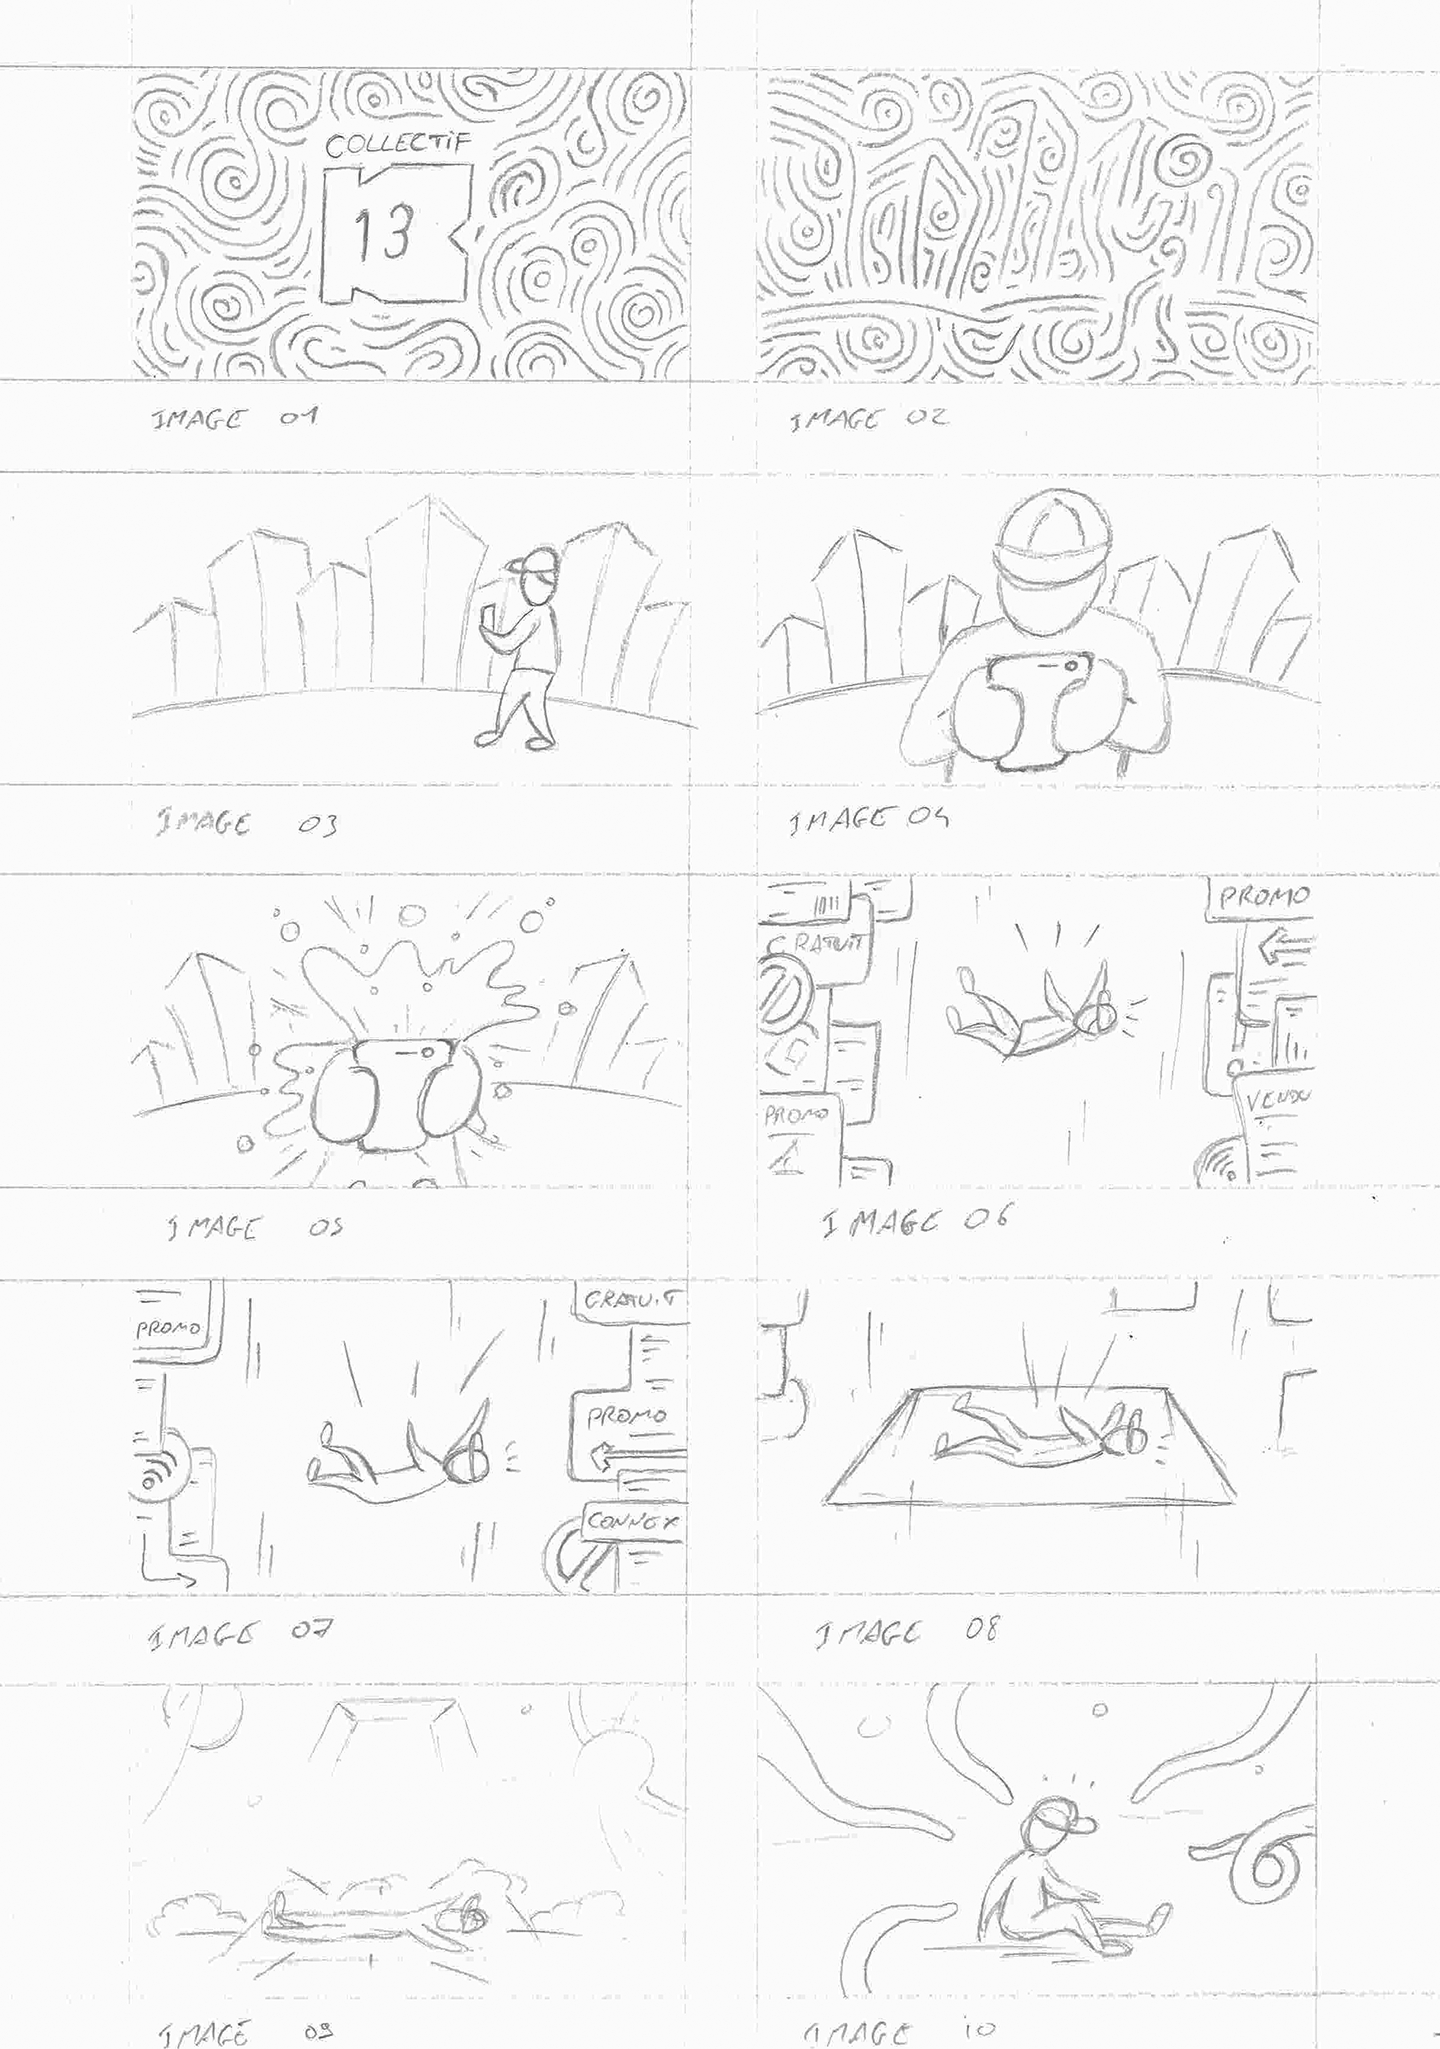 COLLECTIF
13
IMAGE 01
IMAGE 02
IMAGE 03
IMAGE 04
GRATUIT
PROMO
PROMO
VENDU
IMAGE 05
IMAGE 06
PROMO
GRATUIT
PROMO
CONNEX
IMAGE 07
IMAGE 08
IMAGE 09
IMAGE 10